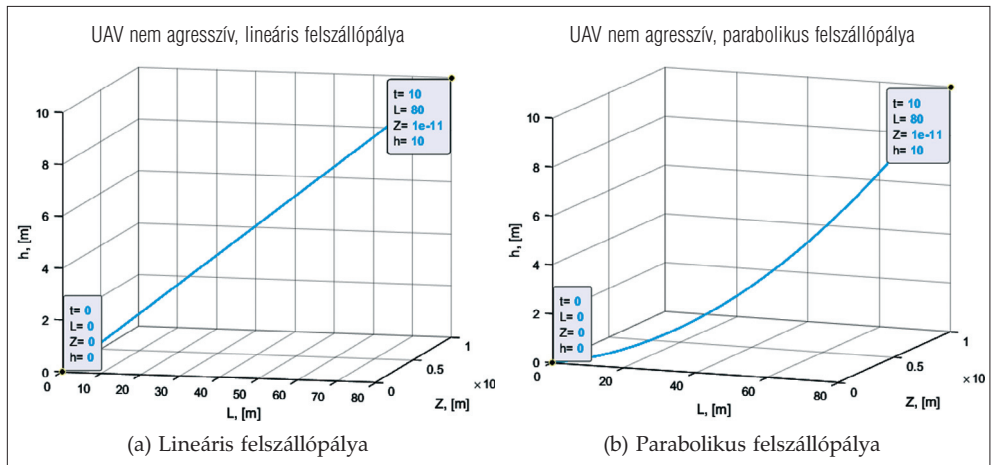 UAV nem agresszív, lineáris felszállópálya
t= 10
L= 80
Z= 1e-11
h= 10
10
8
6
4
2
0
h, [m]
t= 0
L= 0
Z= 0
h= 0
0
10
20
30
40
50
60
70
80
L, [m]
0
0.5
1
×10
Z, [m]
(a) Lineáris felszállópálya
UAV nem agresszív, parabolikus felszállópálya
t= 10
L= 80
Z= 1e-11
h= 10
10
8
6
4
2
0
h, [m]
t= 0
L= 0
Z= 0
h= 0
0
20
40
60
80
L, [m]
0
0.5
1
×10
Z, [m]
(b) Parabolikus felszállópálya